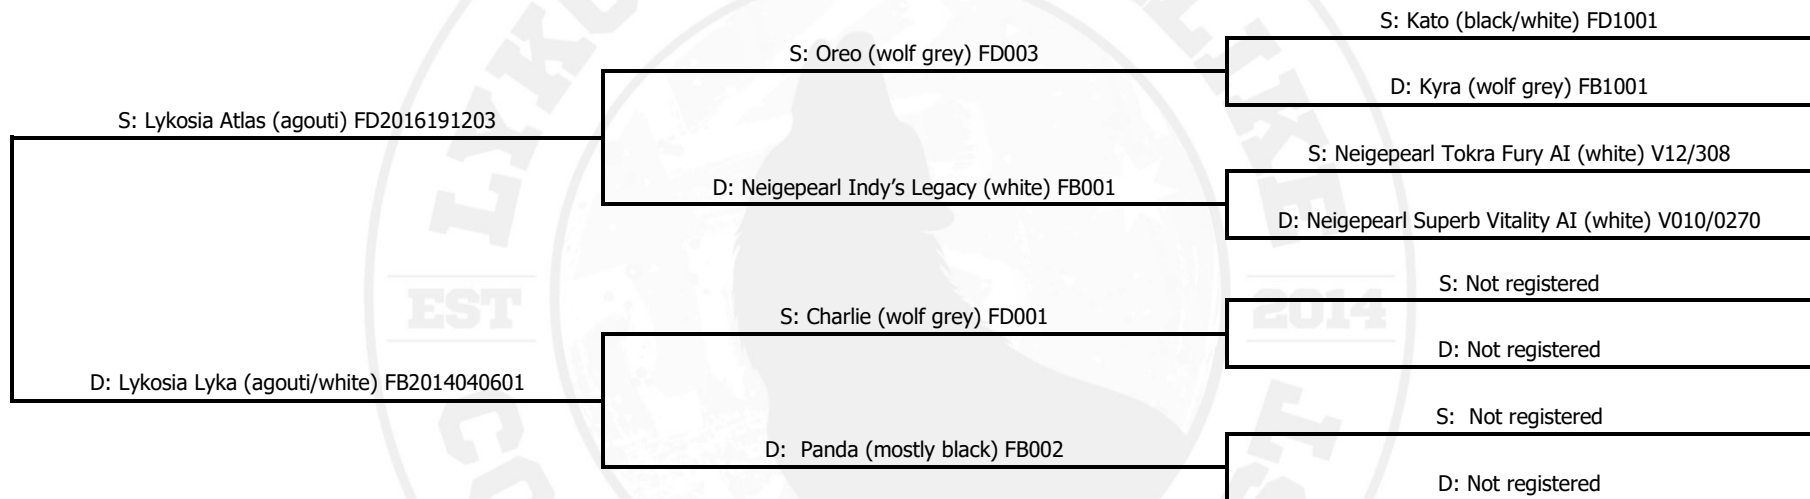 S: Kato (black/white) FD1001
S: Oreo (wolf grey) FD003
D: Kyra (wolf grey) FB1001
S: Lykosia Atlas (agouti) FD2016191203
S: Neigepearl Tokra Fury AI (white) V12/308
D: Neigepearl Indy’s Legacy (white) FB001
D: Neigepearl Superb Vitality AI (white) V010/0270
S: Not registered
EST
2014
S: Charlie (wolf grey) FD001
D: Not registered
D: Lykosia Lyka (agouti/white) FB2014040601
S: Not registered
D: Panda (mostly black) FB002
D: Not registered